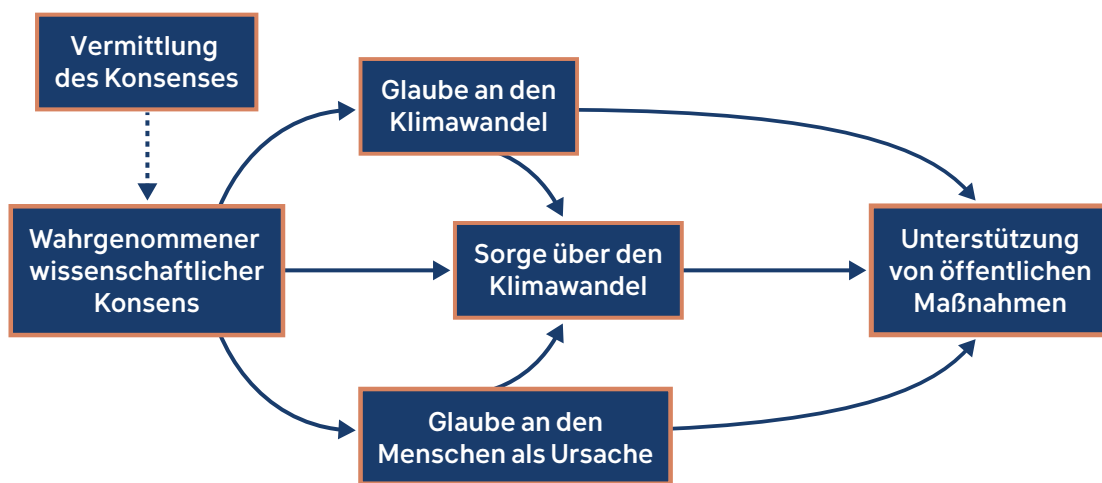 Vermittlung
des Konsenses
Glaube an den
Klimawandel
Wahrgenommener
wissenschaftlicher
Konsens
Sorge über den
Klimawandel
Unterstützung
von öffentlichen
Maßnahmen
Glaube an den
Menschen als Ursache